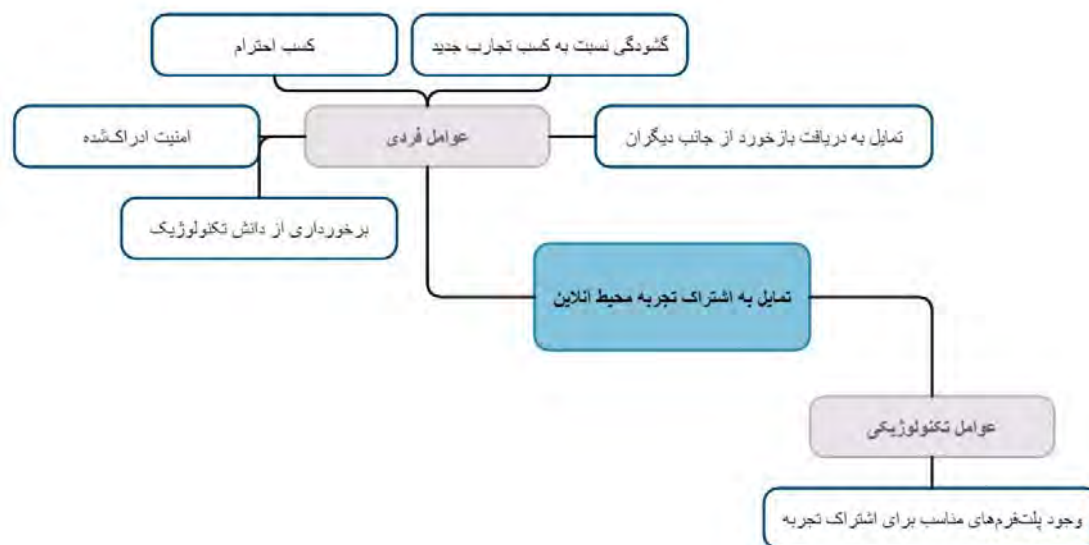 گشودگی نسبت به کسب تجارب جدید
کسب احترام
تمایل به دریافت بازخورد از جانب دیگران
عوامل فردی
امنیت ادراک‌شده
برخورداری از دانش تکنولوژیک
تمایل به اشتراک تجربه محیط آنلاین
عوامل تکنولوژیکی
وجود پلت‌فرم‌های مناسب برای اشتراک تجربه